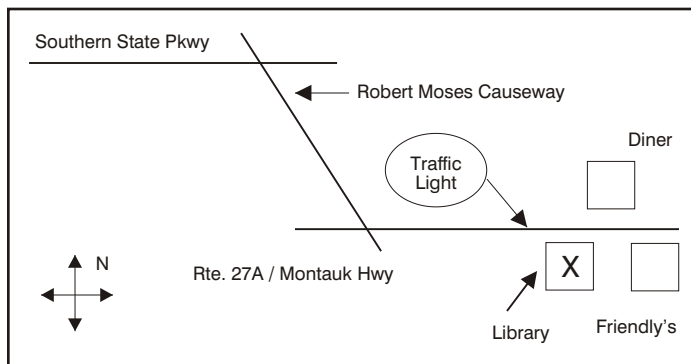 Southern State Pkwy
Robert Moses Causeway
Diner
Traffic
Light
N
Rte. 27A / Montauk Hwy
X
Library
Friendly's